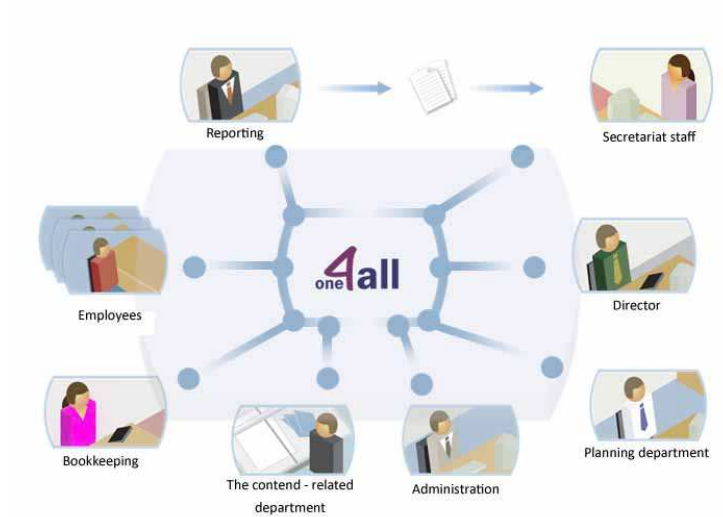 Reporting
Secretariat staff
one4all
Employees
Director
Bookkeeping
The contend - related
department
Administration
Planning department